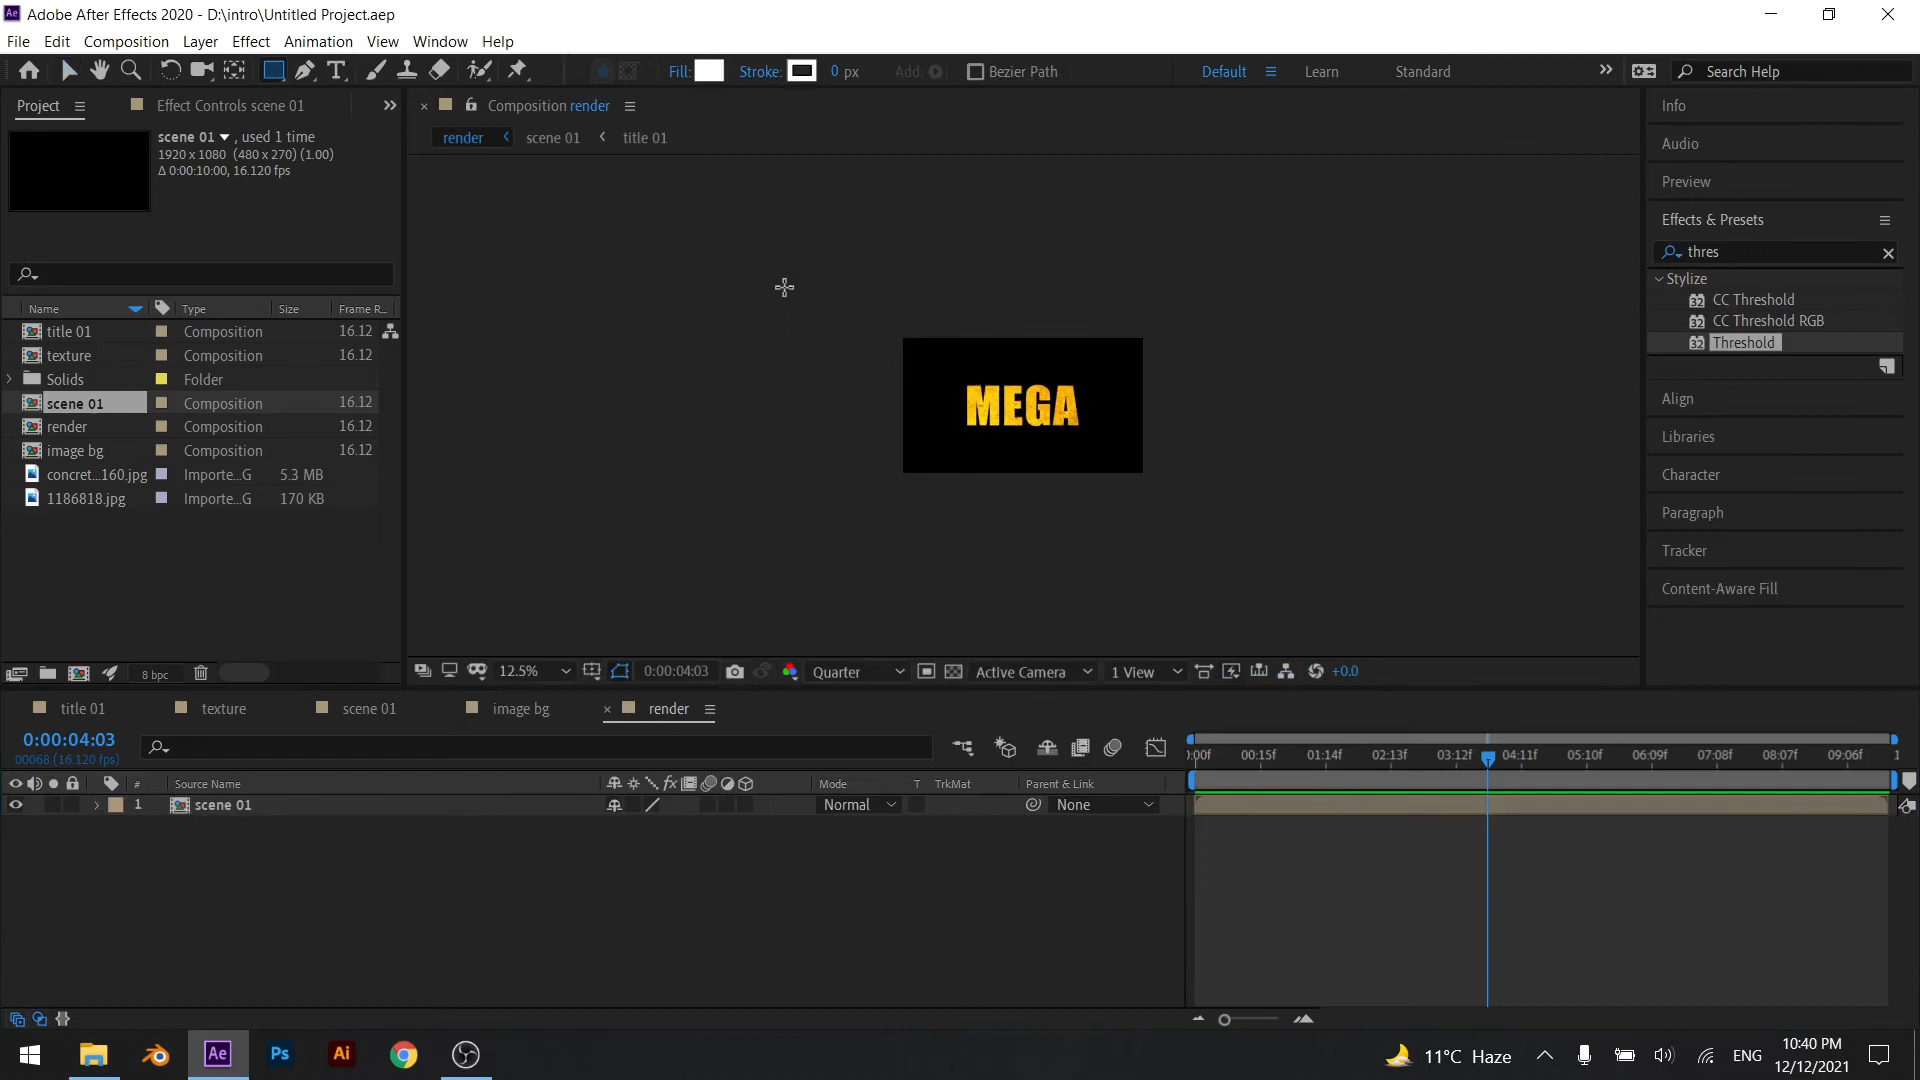 Adobe After Effects 2020 - D:\intro\Untitled Project.aep
File Edit Composition Layer Effect Animation View Window Help
Fill: Stroke: 0 px Add: Bezier Path Default Learn Standard Search Help
Project Effect Controls scene 01
Composition render
Info
scene 01 , used 1 time
1920 x 1080 (480 x 270) (1.00)
Δ 0:00:10:00, 16.120 fps
render scene 01 title 01
Audio
Preview
Effects & Presets
thres
Stylize
CC Threshold
CC Threshold RGB
Threshold
Align
Libraries
Character
Paragraph
Tracker
Content-Aware Fill
Name Type Size Frame R...
title 01 Composition 16.12
texture Composition 16.12
Solids Folder
scene 01 Composition 16.12
render Composition 16.12
image bg Composition 16.12
concret...160.jpg Importe...G 5.3 MB
1186818.jpg Importe...G 170 KB
MEGA
8 bpc
12.5% 0:00:04:03 Quarter Active Camera 1 View +0.0
title 01 texture scene 01 image bg render
0:00:04:03
00068 (16.120 fps)
:00f 00:15f 01:14f 02:13f 03:12f 04:11f 05:10f 06:09f 07:08f 08:07f 09:06f 1
# Source Name Mode T TrkMat Parent & Link
1 scene 01 Normal None
Ae Ps Ai
11°C Haze ENG
10:40 PM
12/12/2021